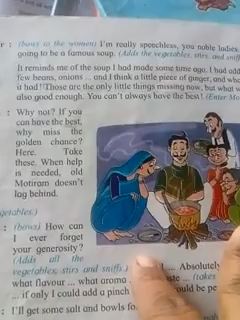 r : (bows to the women) I'm really speechless, you noble ladies
going to be a famous soup. (Adds the vegetables, stirs and sniff
It reminds me of the soup I had made some time ago. I had add
few beans, onions ... and I think a little piece of ginger, and wha
it had! Those are the only little things missing now, but what w
also good enough. You can't always have the best! (Enter Mo
: Why not? If you
can have the best,
why miss the
golden chance?
Here. Take
these. When help
is needed, old
Motiram doesn't
lag behind.
getables.)
: (bows) How can
I ever forget
your generosity?
(Adds all the
vegetables, stirs and sniffs.)
... Absolutely
what flavour ... what aroma
... if only I could add a pinch
: I'll get some salt and bowls fo